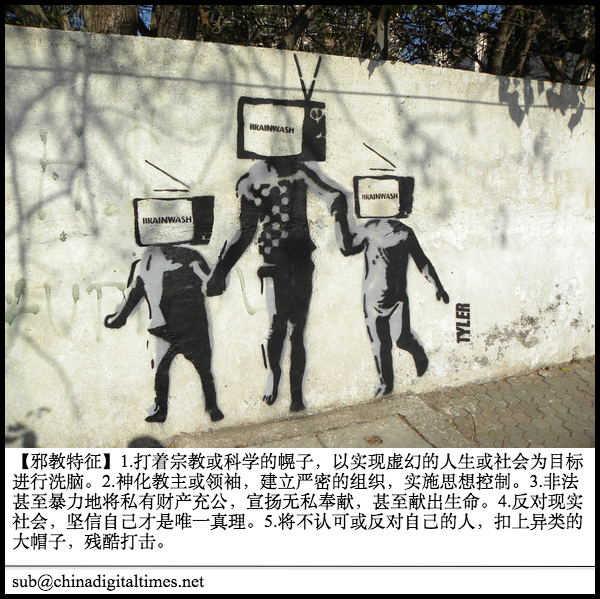 BRAINWASH
BRAINWASH
BRAINWASH
TYLER
【邪教特征】1.打着宗教或科学的幌子，以实现虚幻的人生或社会为目标
进行洗脑。2.神化教主或领袖，建立严密的组织，实施思想控制。3.非法
甚至暴力地将私有财产充公，宣扬无私奉献，甚至献出生命。4.反对现实
社会，坚信自己才是唯一真理。5.将不认可或反对自己的人，扣上异类的
大帽子，残酷打击。
sub@chinadigitaltimes.net